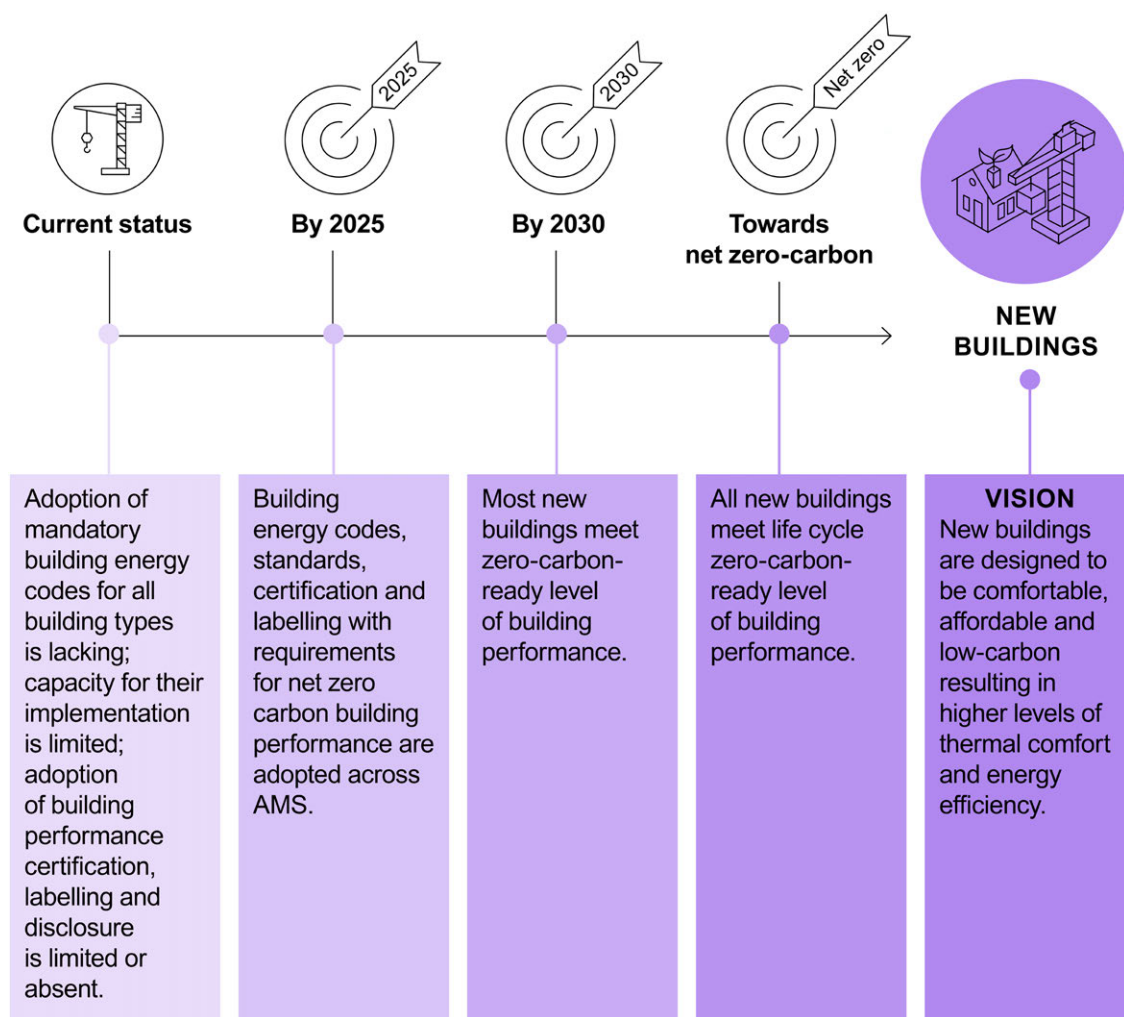 2025
2030
Net zero
Current status
By 2025
By 2030
Towards
net zero-carbon
NEW
BUILDINGS
Adoption of
mandatory
building energy
codes for all
building types
is lacking;
capacity for their
implementation
is limited;
adoption
of building
performance
certification,
labelling and
disclosure
is limited or
absent.
Building
energy codes,
standards,
certification and
labelling with
requirements
for net zero
carbon building
performance are
adopted across
AMS.
Most new
buildings meet
zero-carbon-
ready level
of building
performance.
All new buildings
meet life cycle
zero-carbon-
ready level
of building
performance.
VISION
New buildings
are designed to
be comfortable,
affordable and
low-carbon
resulting in
higher levels of
thermal comfort
and energy
efficiency.